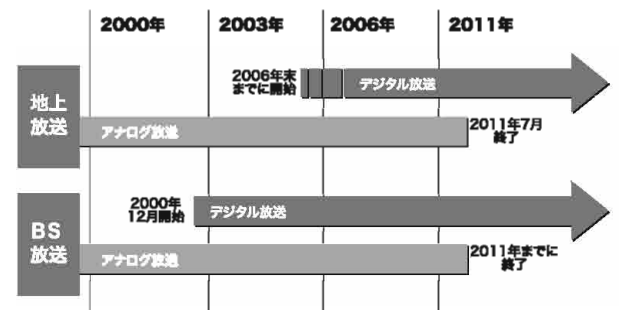 2000年
2003年
2006年
2011年
地上
放送
2006年末
までに開始
デジタル放送
アナログ放送
2011年7月
終了
BS
放送
2000年
12月開始
デジタル放送
アナログ放送
2011年までに
終了